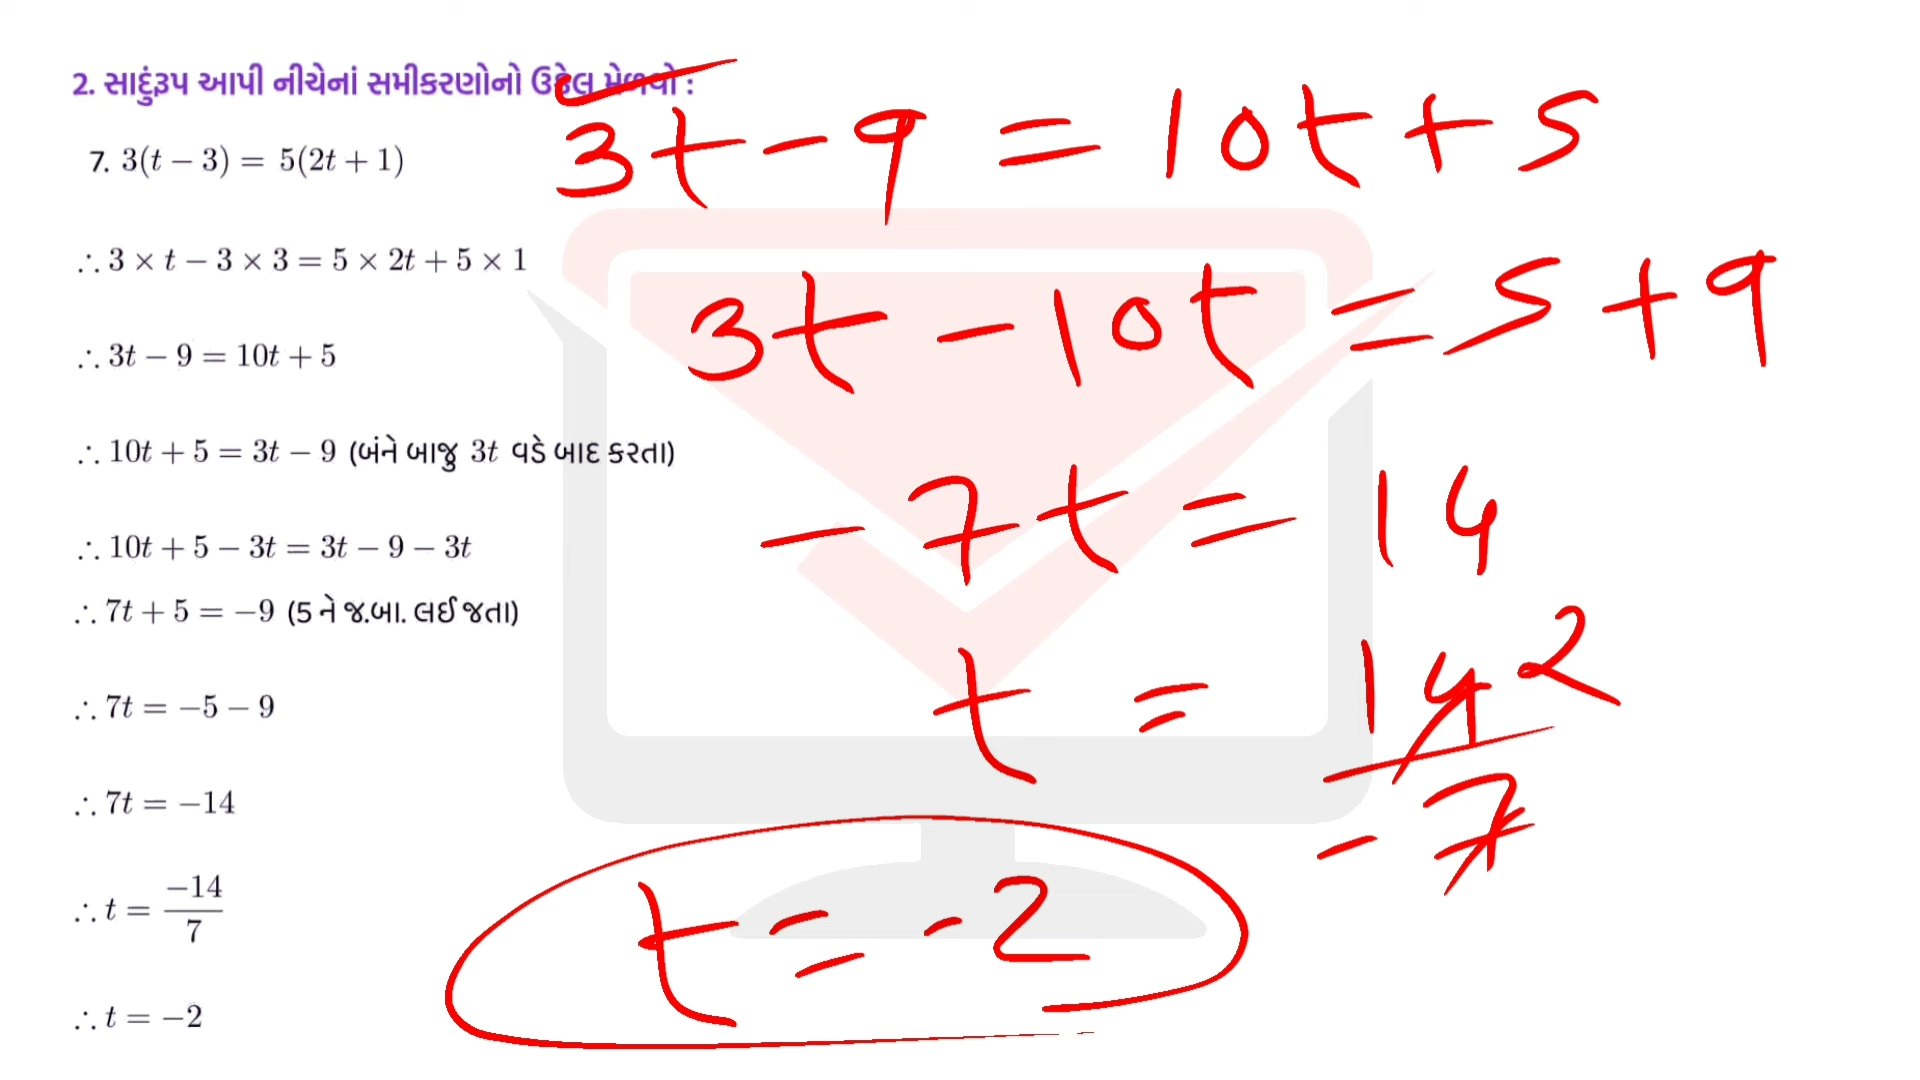 2. સાદુંરૂપ આપી નીચેનાં સમીકરણોનો ઉકેલ મેળવો :
7. 3(t − 3) = 5(2t + 1)
∴ 3 × t − 3 × 3 = 5 × 2t + 5 × 1
∴ 3t − 9 = 10t + 5
∴ 10t + 5 = 3t − 9 (બંને બાજુ 3t વડે બાદ કરતા)
∴ 10t + 5 − 3t = 3t − 9 − 3t
∴ 7t + 5 = −9 (5 ને જ.બા. લઈ જતા)
∴ 7t = −5 − 9
∴ 7t = −14
∴ t = −14/7
∴ t = −2
3t − 9 = 10t + 5
3t − 10t = 5 + 9
− 7t = 14
t = 14/−7 2
t = −2